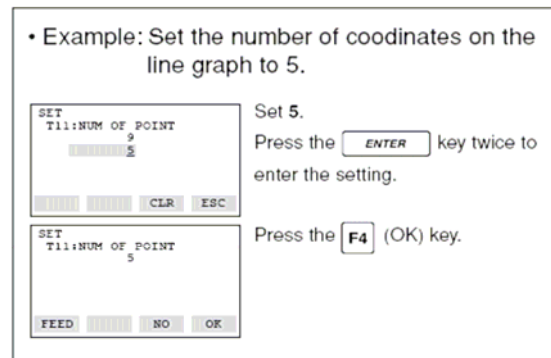 • Example: Set the number of coodinates on the
line graph to 5.
SET
T11:NUM OF POINT
9
5
CLR ESC
Set 5.
Press the ENTER key twice to
enter the setting.
SET
T11:NUM OF POINT
5
FEED NO OK
Press the F4 (OK) key.